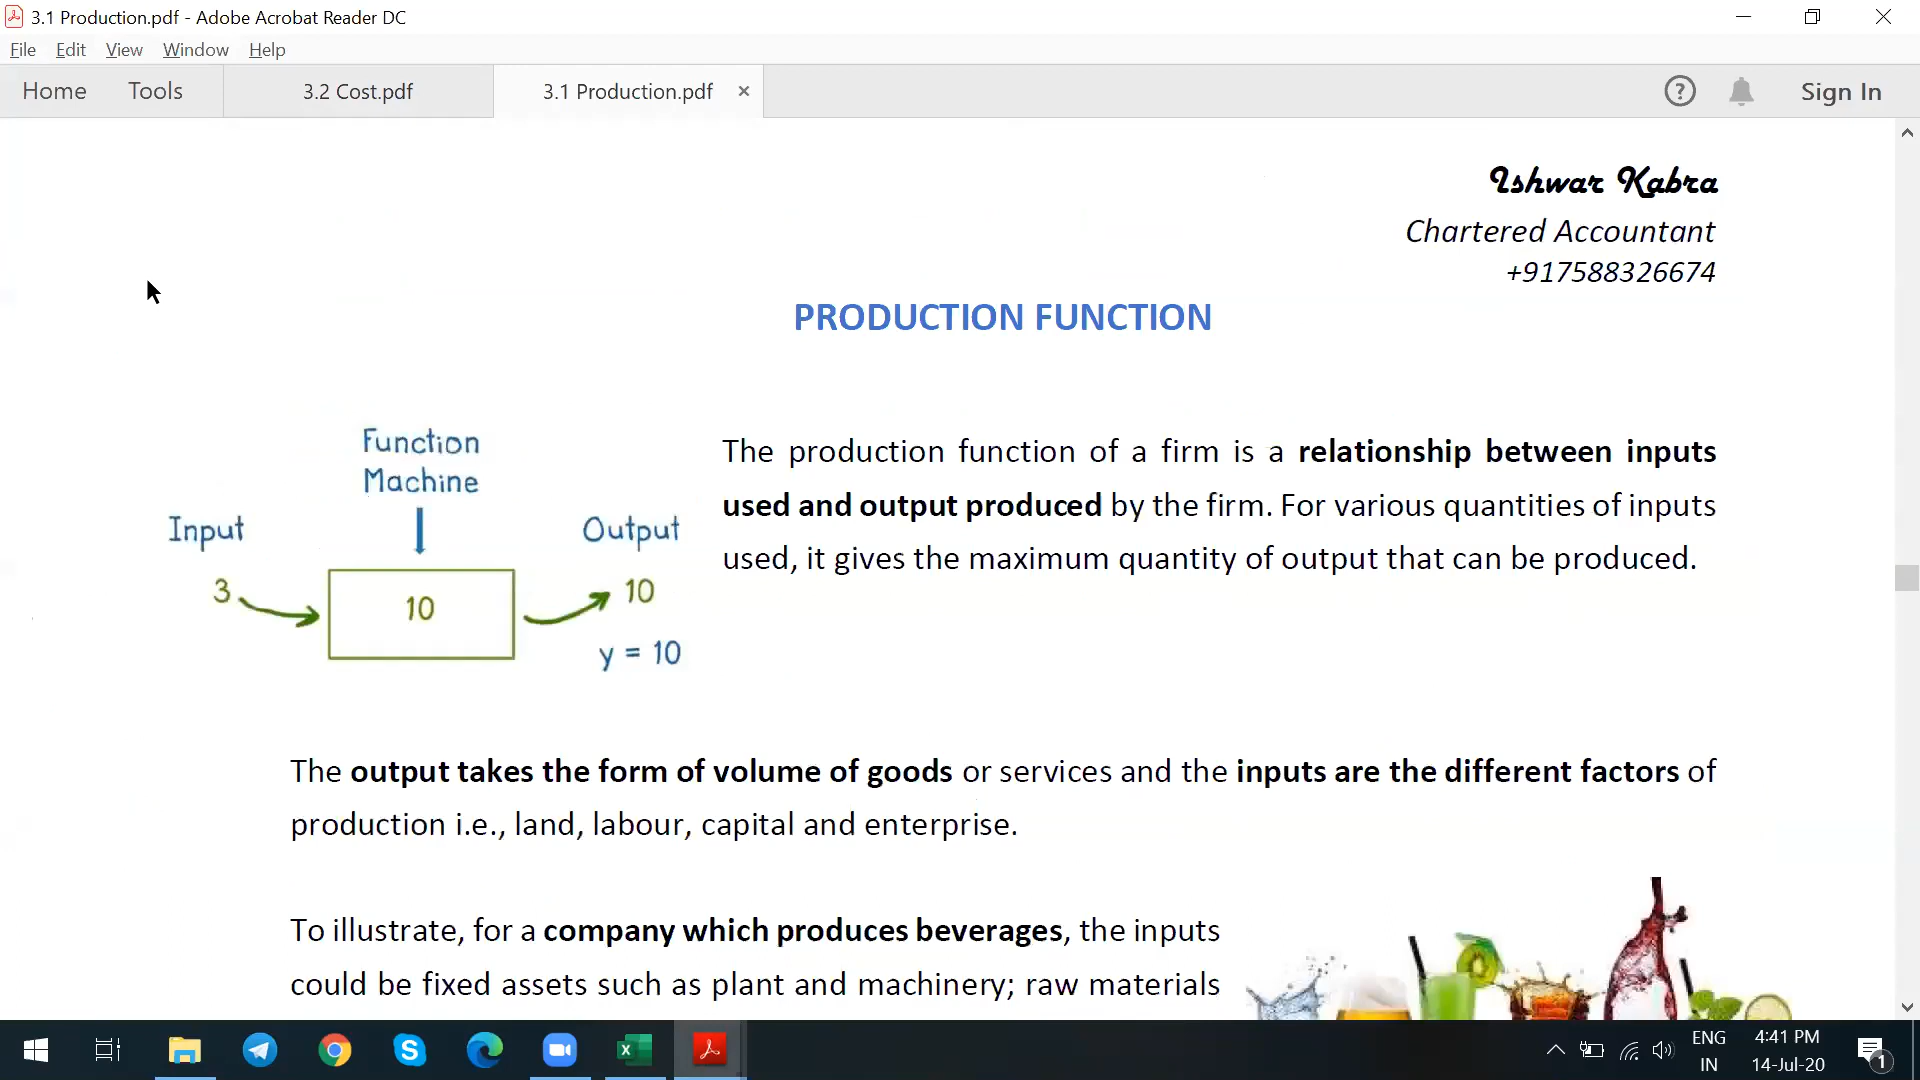 3.1 Production.pdf - Adobe Acrobat Reader DC
File Edit View Window Help
Home Tools 3.2 Cost.pdf 3.1 Production.pdf × ? Sign In
Ishwar Kabra
Chartered Accountant
+917588326674
PRODUCTION FUNCTION
Function
Machine
Input
Output
3
10
10
y = 10
The production function of a firm is a relationship between inputs
used and output produced by the firm. For various quantities of inputs
used, it gives the maximum quantity of output that can be produced.
The output takes the form of volume of goods or services and the inputs are the different factors of
production i.e., land, labour, capital and enterprise.
To illustrate, for a company which produces beverages, the inputs
could be fixed assets such as plant and machinery; raw materials
ENG
IN
4:41 PM
14-Jul-20
1